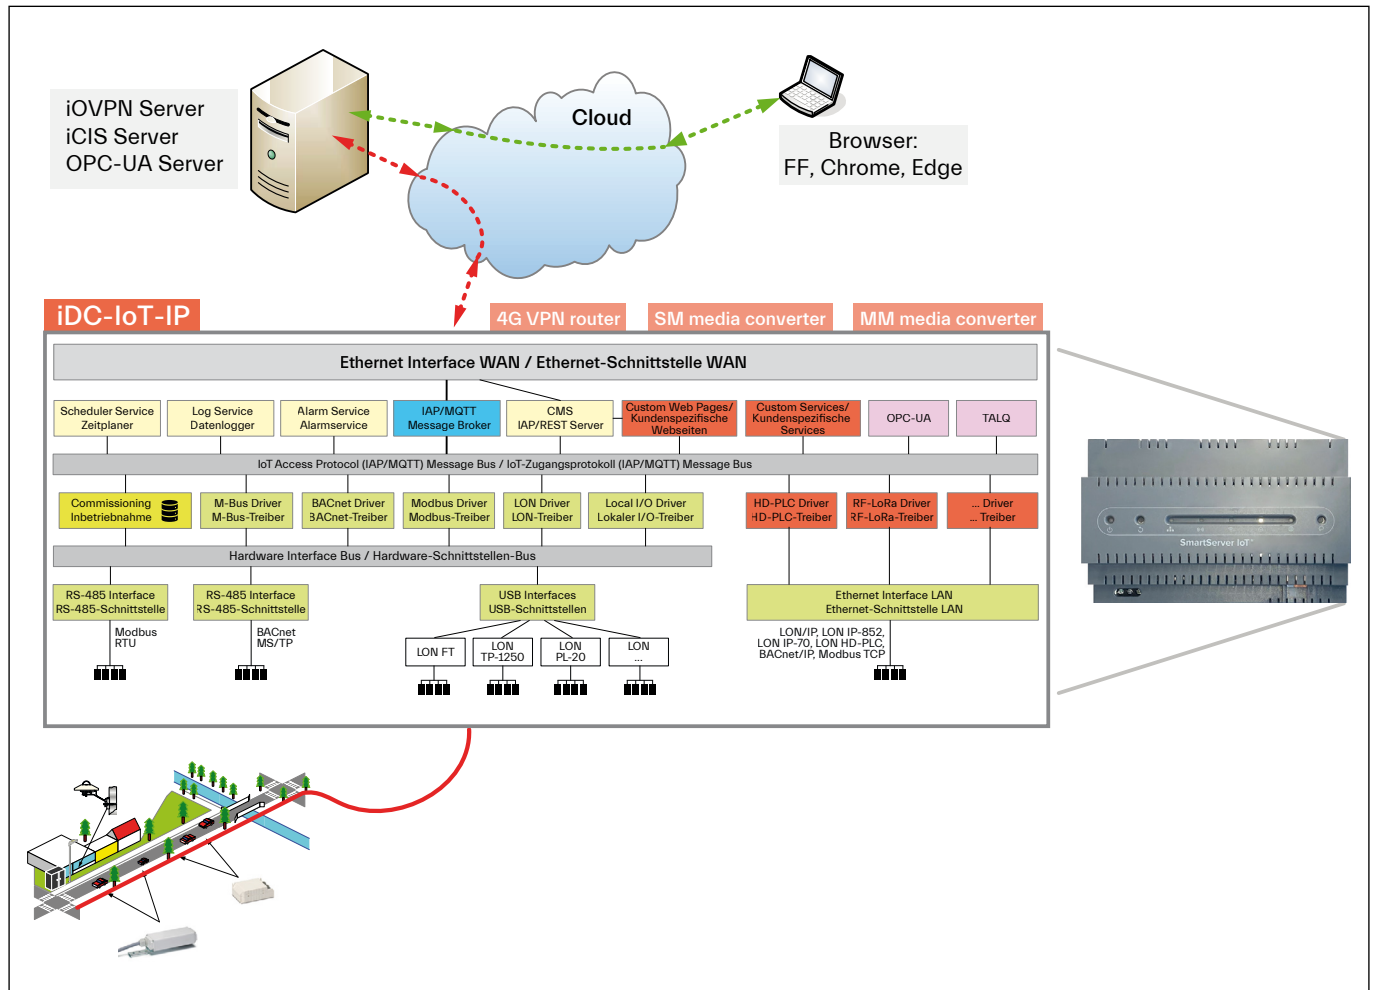 iOVPN Server
iCIS Server
OPC-UA Server
Cloud
Browser:
FF, Chrome, Edge
iDC-IoT-IP
4G VPN router
SM media converter
MM media converter
Ethernet Interface WAN / Ethernet-Schnittstelle WAN
Scheduler Service
Zeitplaner
Log Service
Datenlogger
Alarm Service
Alarmservice
IAP/MQTT
Message Broker
CMS
IAP/REST Server
Custom Web Pages/
Kundenspezifische
Webseiten
Custom Services/
Kundenspezifische
Services
OPC-UA
TALQ
IoT Access Protocol (IAP/MQTT) Message Bus / IoT-Zugangsprotokoll (IAP/MQTT) Message Bus
Commissioning
Inbetriebnahme
M-Bus Driver
M-Bus-Treiber
BACnet Driver
BACnet-Treiber
Modbus Driver
Modbus-Treiber
LON Driver
LON-Treiber
Local I/O Driver
Lokaler I/O-Treiber
HD-PLC Driver
HD-PLC-Treiber
RF-LoRa Driver
RF-LoRa-Treiber
... Driver
... Treiber
Hardware Interface Bus / Hardware-Schnittstellen-Bus
RS-485 Interface
RS-485-Schnittstelle
RS-485 Interface
RS-485-Schnittstelle
USB Interfaces
USB-Schnittstellen
Ethernet Interface LAN
Ethernet-Schnittstelle LAN
Modbus
RTU
BACnet
MS/TP
LON FT
LON
TP-1250
LON
PL-20
LON
...
LON/IP, LON IP-852,
LON IP-70, LON HD-PLC,
BACnet/IP, Modbus TCP
SmartServer IoT™